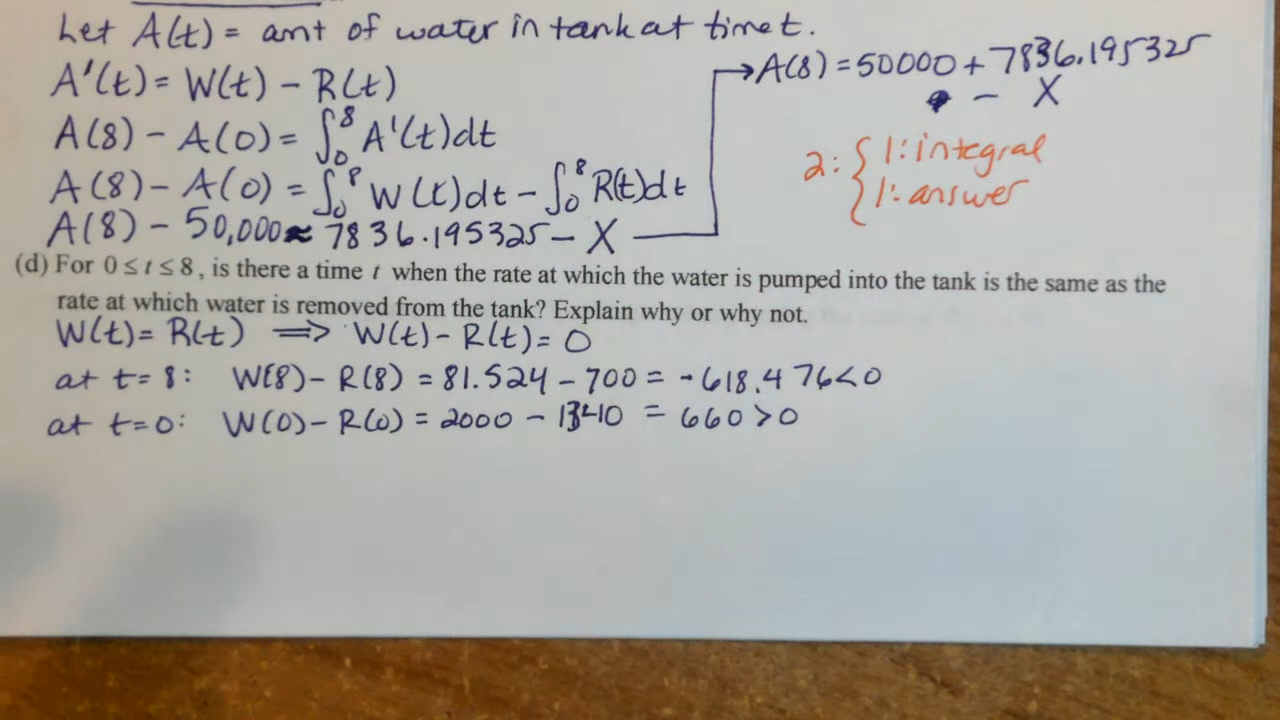 Let A(t) = amt of water in tank at time t.
A'(t) = W(t) - R(t)
A(8) - A(0) = ∫₀⁸ A'(t)dt
A(8) - A(0) = ∫₀⁸ W(t)dt - ∫₀⁸ R(t)dt
A(8) - 50,000 ≈ 7836.195325 - X
→ A(8) = 50000 + 7836.195325
- X
2: { 1: integral
1: answer
(d) For 0 ≤ t ≤ 8, is there a time t when the rate at which the water is pumped into the tank is the same as the
rate at which water is removed from the tank? Explain why or why not.
W(t) = R(t) ⟹ W(t) - R(t) = 0
at t = 8: W(8) - R(8) = 81.524 - 700 = -618.476 < 0
at t = 0: W(0) - R(0) = 2000 - 1340 = 660 > 0